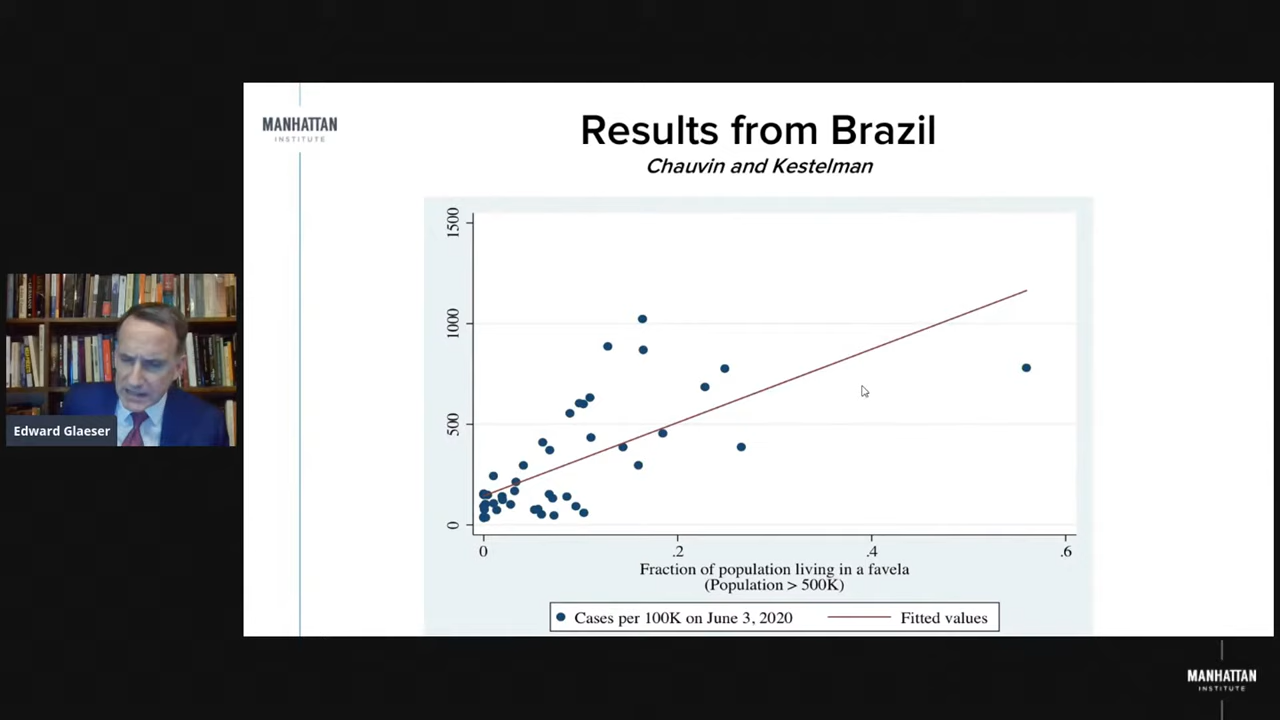 MANHATTAN
INSTITUTE
Results from Brazil
Chauvin and Kestelman
1500
1000
500
0
0 .2 .4 .6
Fraction of population living in a favela
(Population > 500K)
Cases per 100K on June 3, 2020 Fitted values
Edward Glaeser
MANHATTAN
INSTITUTE